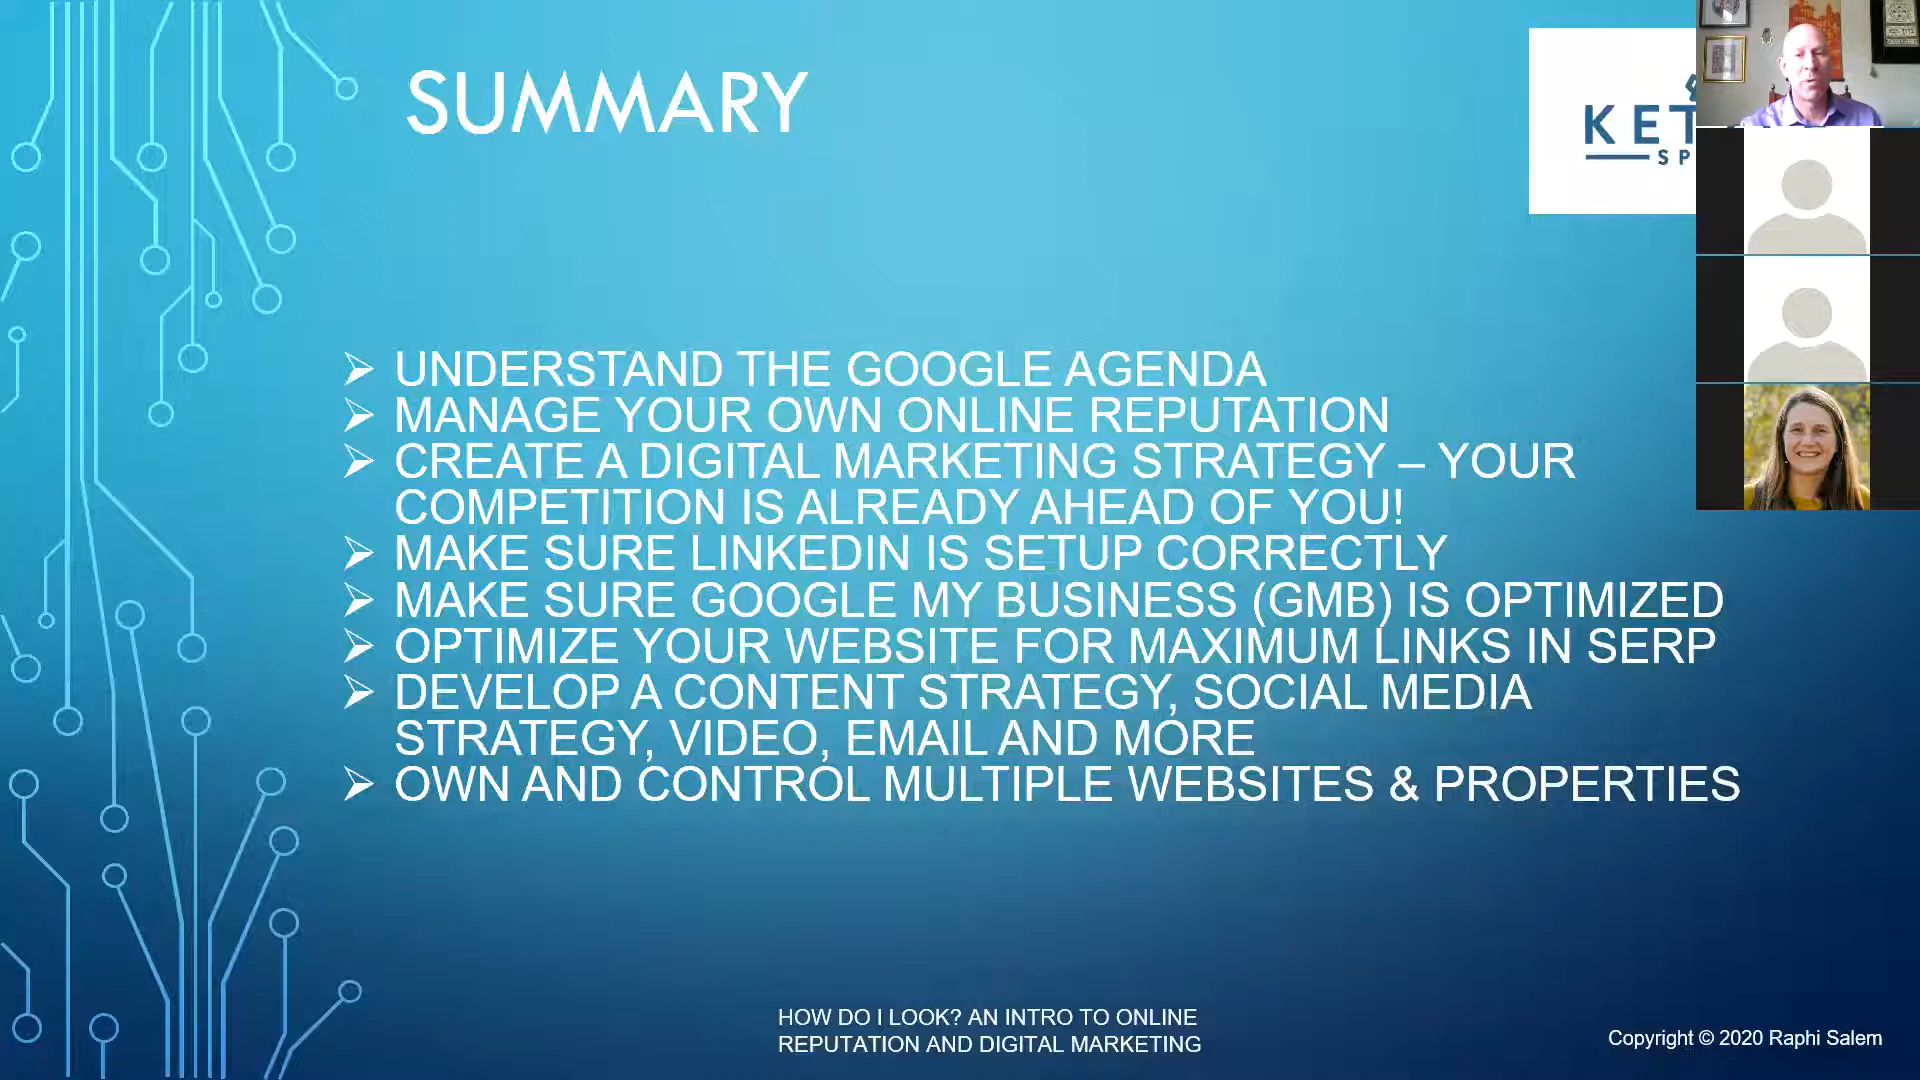 SUMMARY
UNDERSTAND THE GOOGLE AGENDA
MANAGE YOUR OWN ONLINE REPUTATION
CREATE A DIGITAL MARKETING STRATEGY – YOUR
COMPETITION IS ALREADY AHEAD OF YOU!
MAKE SURE LINKEDIN IS SETUP CORRECTLY
MAKE SURE GOOGLE MY BUSINESS (GMB) IS OPTIMIZED
OPTIMIZE YOUR WEBSITE FOR MAXIMUM LINKS IN SERP
DEVELOP A CONTENT STRATEGY, SOCIAL MEDIA
STRATEGY, VIDEO, EMAIL AND MORE
OWN AND CONTROL MULTIPLE WEBSITES & PROPERTIES
HOW DO I LOOK? AN INTRO TO ONLINE
REPUTATION AND DIGITAL MARKETING
Copyright © 2020 Raphi Salem